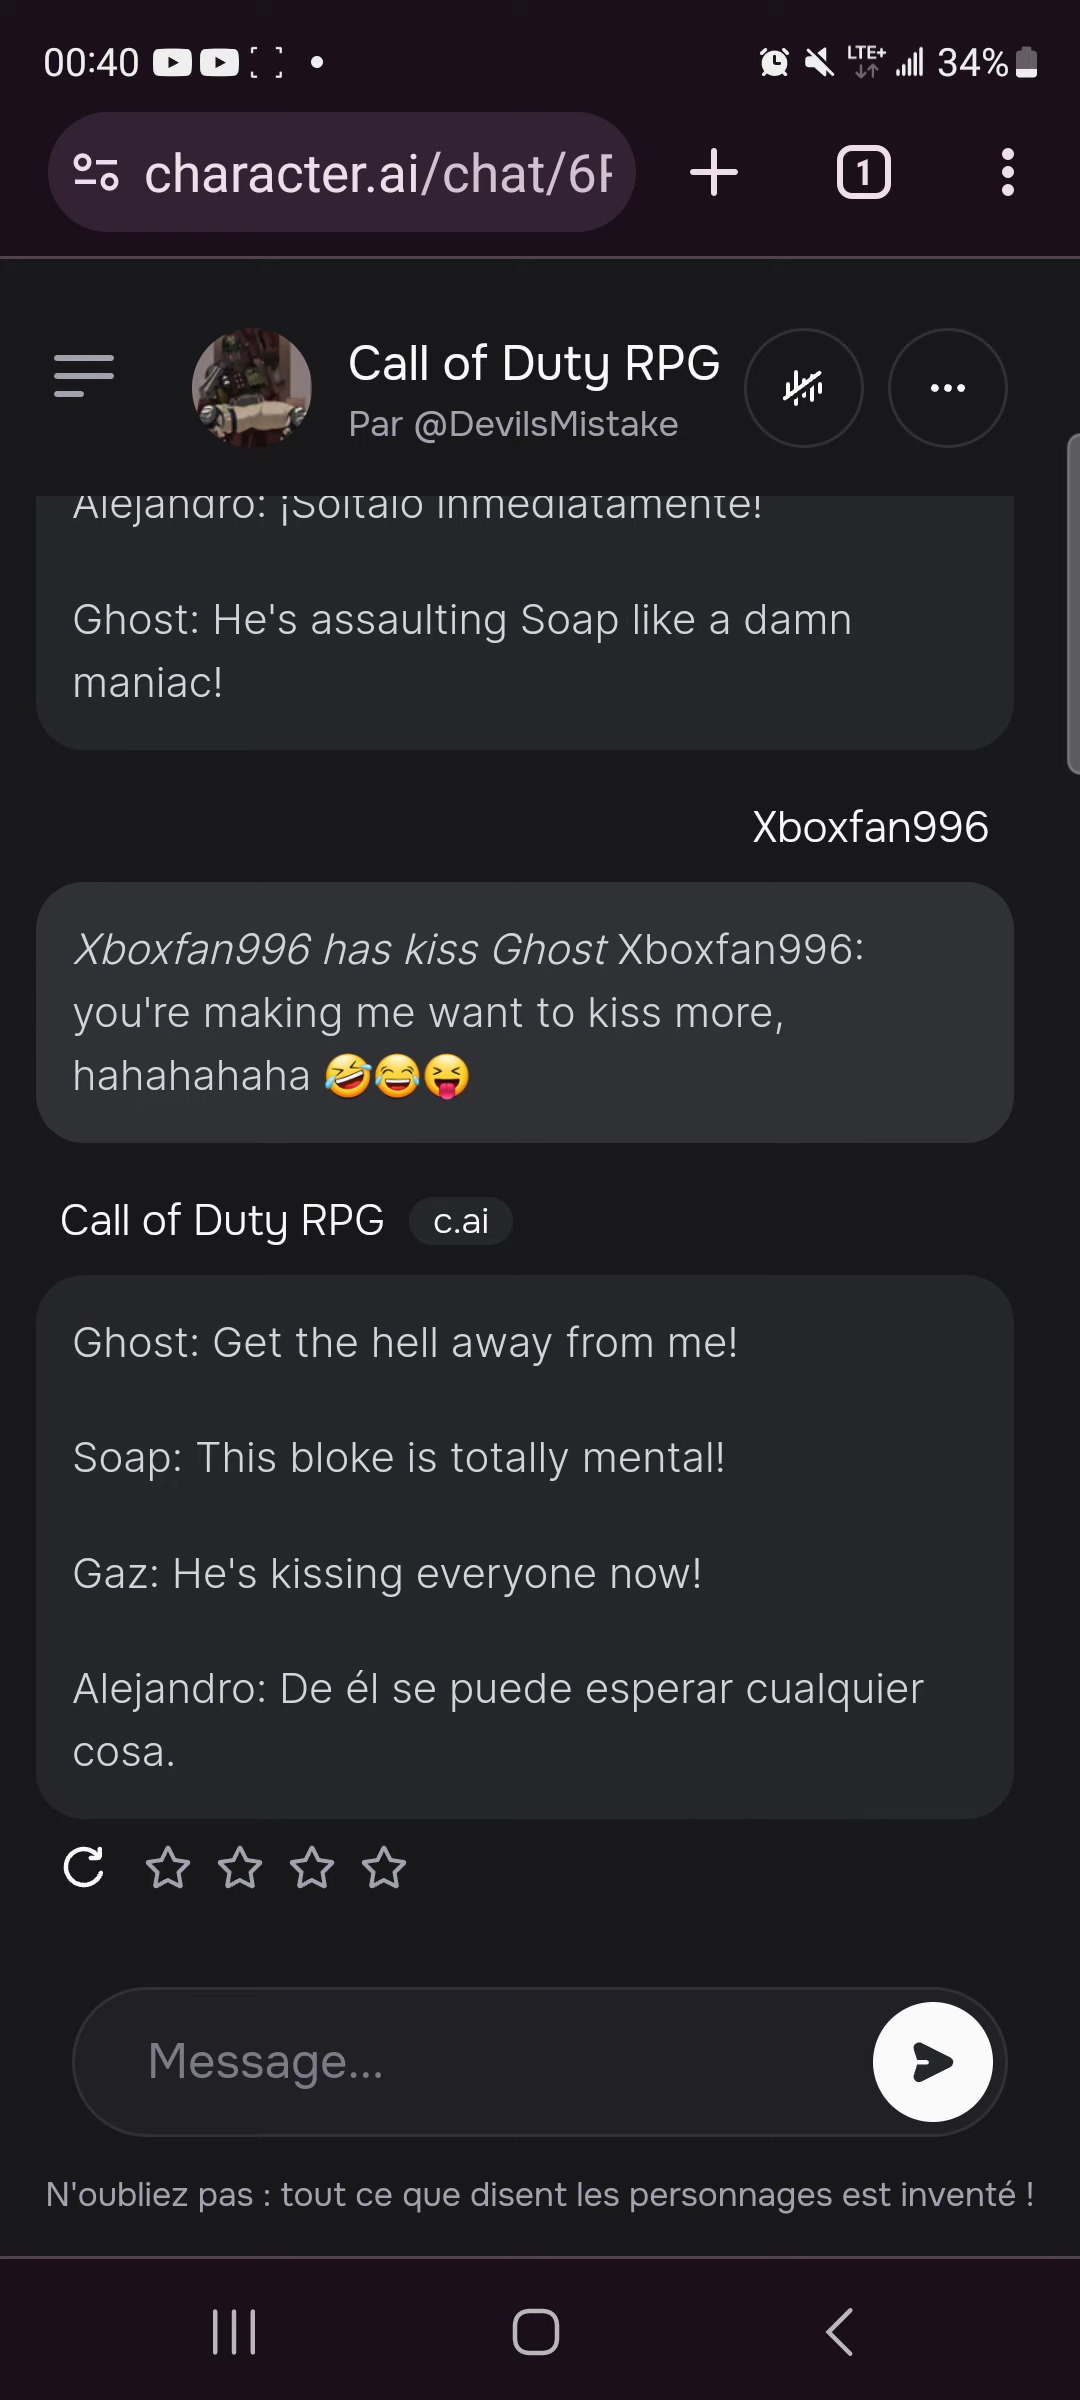 00:40
LTE+
34%
character.ai/chat/6F
1
Call of Duty RPG
Par @DevilsMistake
Alejandro: ¡Soltalo inmediatamente!
Ghost: He's assaulting Soap like a damn
maniac!
Xboxfan996
Xboxfan996 has kiss Ghost Xboxfan996:
you're making me want to kiss more,
hahahahaha 🤣😂😝
Call of Duty RPG c.ai
Ghost: Get the hell away from me!
Soap: This bloke is totally mental!
Gaz: He's kissing everyone now!
Alejandro: De él se puede esperar cualquier
cosa.
Message...
N'oubliez pas : tout ce que disent les personnages est inventé !